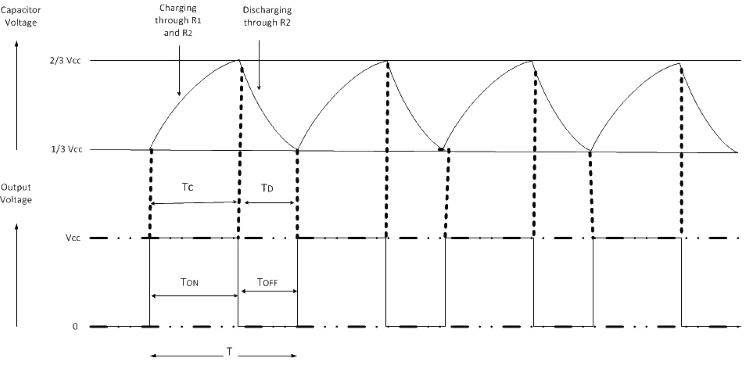 Capacitor
Voltage
Charging
through R1
and R2
Discharging
through R2
2/3 Vcc
1/3 Vcc
Output
Voltage
TC
TD
Vcc
TON
TOFF
0
T